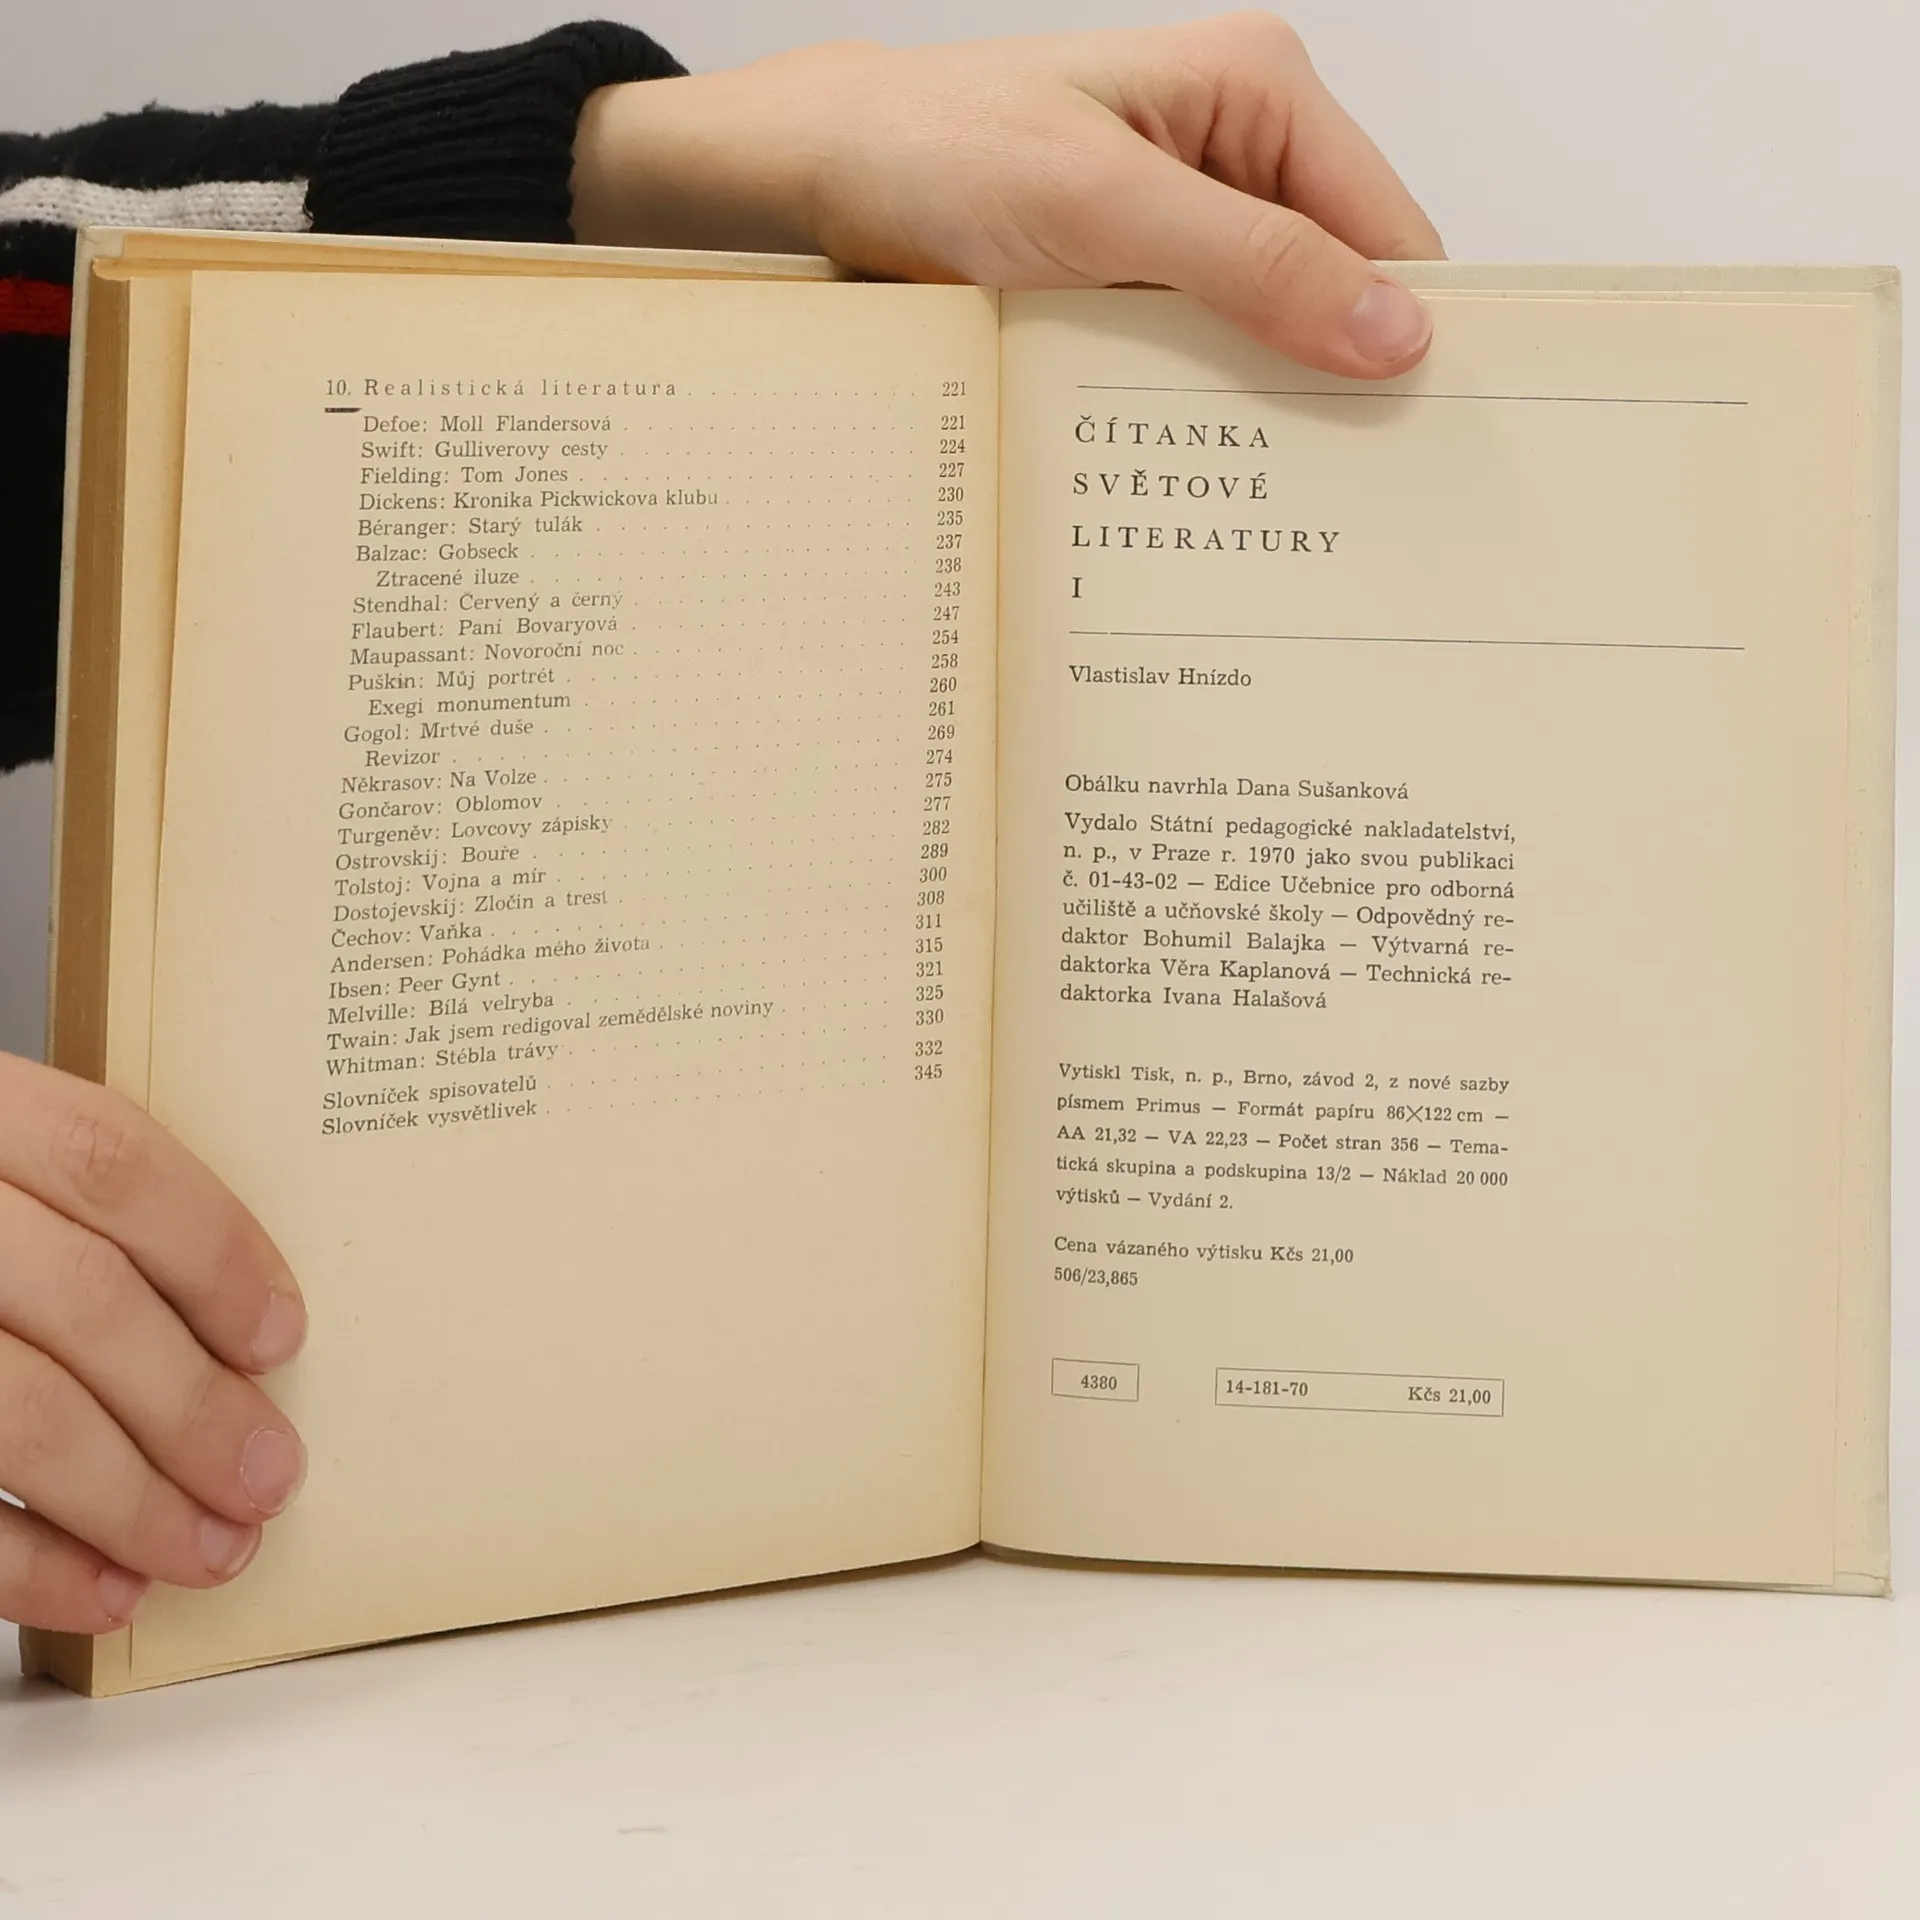 10. Realistická literatura . . . . . . . . . . 221
Defoe: Moll Flandersová . . . . . . . . . . 221
Swift: Gulliverovy cesty . . . . . . . . . . 224
Fielding: Tom Jones . . . . . . . . . . 227
Dickens: Kronika Pickwickova klubu . . . . . . . . . . 230
Béranger: Starý tulák . . . . . . . . . . 235
Balzac: Gobseck . . . . . . . . . . 237
Ztracené iluze . . . . . . . . . . 238
Stendhal: Červený a černý . . . . . . . . . . 243
Flaubert: Paní Bovaryová . . . . . . . . . . 247
Maupassant: Novoroční noc . . . . . . . . . . 254
Puškin: Můj portrét . . . . . . . . . . 258
Exegi monumentum . . . . . . . . . . 260
Gogol: Mrtvé duše . . . . . . . . . . 261
Revizor . . . . . . . . . . 269
Někrasov: Na Volze . . . . . . . . . . 274
Gončarov: Oblomov . . . . . . . . . . 275
Turgeněv: Lovcovy zápisky . . . . . . . . . . 277
Ostrovskij: Bouře . . . . . . . . . . 282
Tolstoj: Vojna a mír . . . . . . . . . . 289
Dostojevskij: Zločin a trest . . . . . . . . . . 300
Čechov: Vaňka . . . . . . . . . . 308
Andersen: Pohádka mého života . . . . . . . . . . 311
Ibsen: Peer Gynt . . . . . . . . . . 315
Melville: Bílá velryba . . . . . . . . . . 321
Twain: Jak jsem redigoval zemědělské noviny . . . . . . 325
Whitman: Stébla trávy . . . . . . . . . . 330
Slovníček spisovatelů . . . . . . . . . . 332
Slovníček vysvětlivek . . . . . . . . . . 345
ČÍTANKA
SVĚTOVÉ
LITERATURY
I
Vlastislav Hnízdo
Obálku navrhla Dana Sušanková
Vydalo Státní pedagogické nakladatelství,
n. p., v Praze r. 1970 jako svou publikaci
č. 01-43-02 — Edice Učebnice pro odborná
učiliště a učňovské školy — Odpovědný re-
daktor Bohumil Balajka — Výtvarná re-
daktorka Věra Kaplanová — Technická re-
daktorka Ivana Halašová
Vytiskl Tisk, n. p., Brno, závod 2, z nové sazby
písmem Primus — Formát papíru 86×122 cm —
AA 21,32 — VA 22,23 — Počet stran 356 — Tema-
tická skupina a podskupina 13/2 — Náklad 20 000
výtisků — Vydání 2.
Cena vázaného výtisku Kčs 21,00
506/23,865
4380
14-181-70 Kčs 21,00